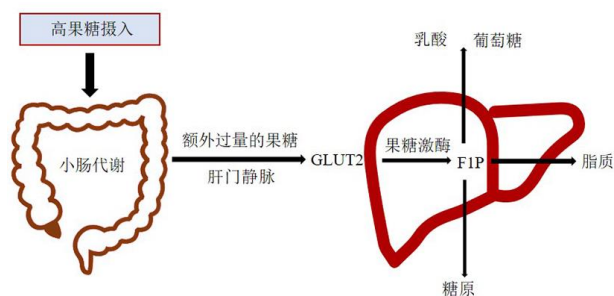 高果糖摄入
小肠代谢
额外过量的果糖
肝门静脉
GLUT2
果糖激酶
F1P
乳酸
葡萄糖
脂质
糖原